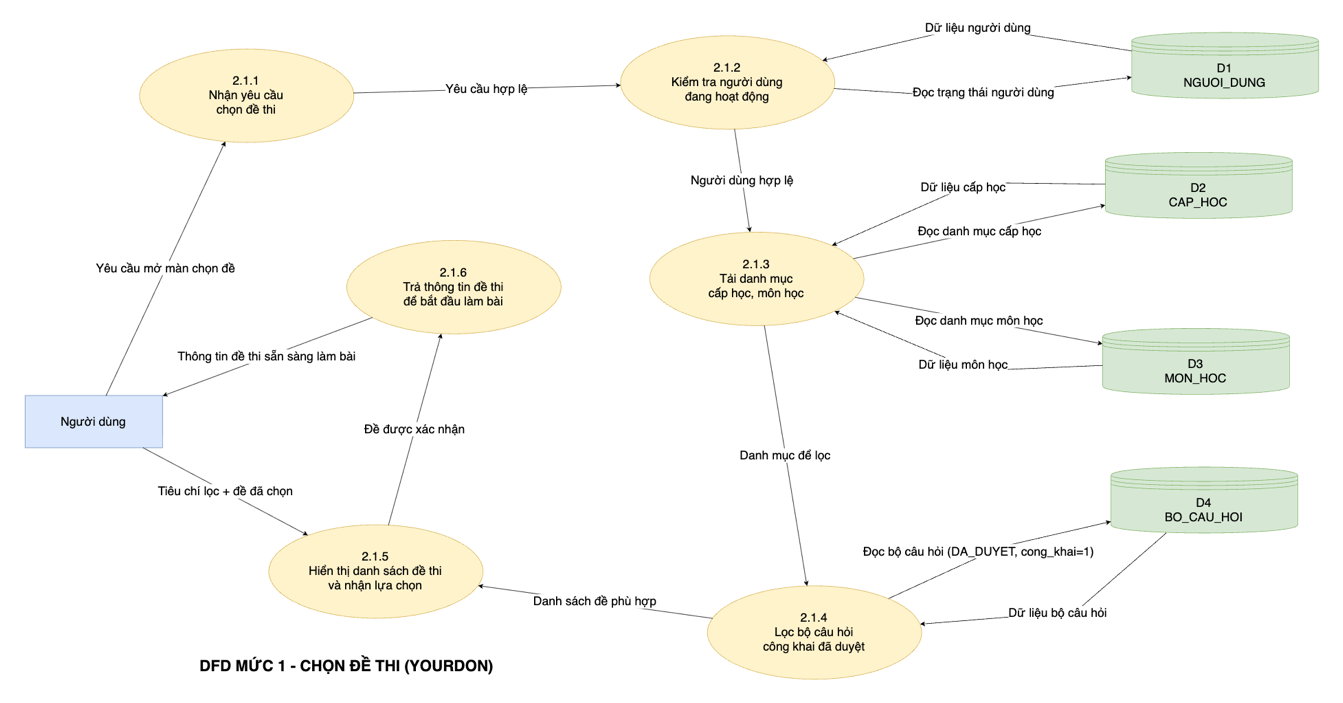 Dữ liệu người dùng
2.1.1
Nhận yêu cầu
chọn đề thi
Yêu cầu hợp lệ
2.1.2
Kiểm tra người dùng
đang hoạt động
Đọc trạng thái người dùng
D1
NGUOI_DUNG
Người dùng hợp lệ
Dữ liệu cấp học
D2
CAP_HOC
Đọc danh mục cấp học
Yêu cầu mở màn chọn đề
2.1.6
Trả thông tin đề thi
để bắt đầu làm bài
2.1.3
Tải danh mục
cấp học, môn học
Đọc danh mục môn học
Thông tin đề thi sẵn sàng làm bài
Dữ liệu môn học
D3
MON_HOC
Người dùng
Đề được xác nhận
Danh mục để lọc
Tiêu chí lọc + đề đã chọn
D4
BO_CAU_HOI
Đọc bộ câu hỏi (DA_DUYET, cong_khai=1)
2.1.5
Hiển thị danh sách đề thi
và nhận lựa chọn
Danh sách đề phù hợp
Dữ liệu bộ câu hỏi
2.1.4
Lọc bộ câu hỏi
công khai đã duyệt
DFD MỨC 1 - CHỌN ĐỀ THI (YOURDON)